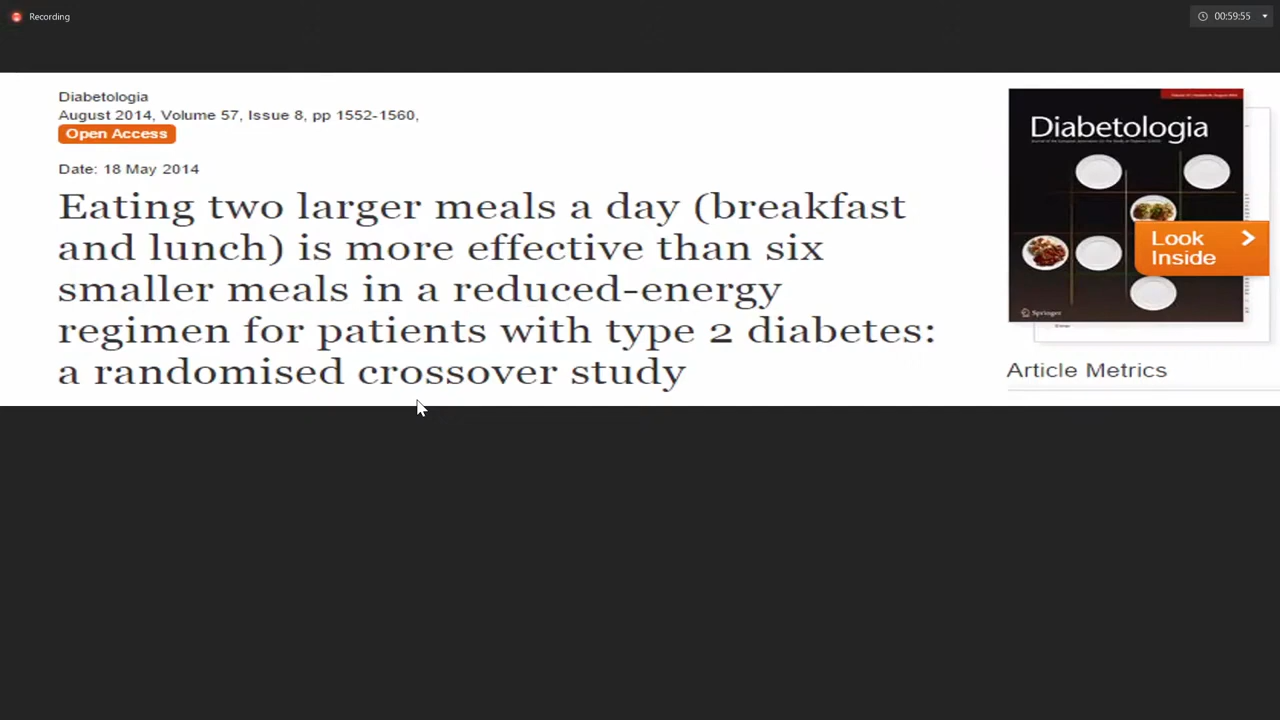 Recording
00:59:55
Diabetologia
August 2014, Volume 57, Issue 8, pp 1552-1560,
Open Access
Date: 18 May 2014
Eating two larger meals a day (breakfast
and lunch) is more effective than six
smaller meals in a reduced-energy
regimen for patients with type 2 diabetes:
a randomised crossover study
Diabetologia
Look
Inside
Springer
Article Metrics